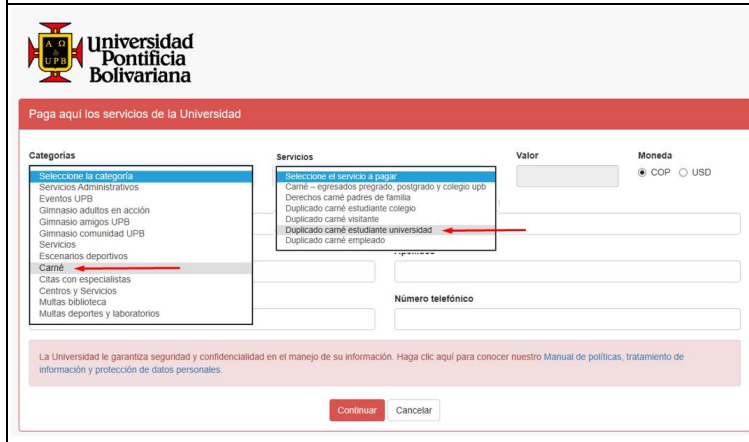 Α Ω
UPB
Universidad
Pontificia
Bolivariana
Paga aquí los servicios de la Universidad
Categorías
Servicios
Valor
Moneda
Seleccione la categoría
Servicios Administrativos
Eventos UPB
Gimnasio adultos en acción
Gimnasio amigos UPB
Gimnasio comunidad UPB
Servicios
Escenarios deportivos
Carné
Citas con especialistas
Centros y Servicios
Multas biblioteca
Multas deportes y laboratorios
Seleccione el servicio a pagar
Carné – egresados pregrado, postgrado y colegio upb
Derechos carné padres de familia
Duplicado carné estudiante colegio
Duplicado carné visitante
Duplicado carné estudiante universidad
Duplicado carné empleado
COP USD
Número telefónico
La Universidad le garantiza seguridad y confidencialidad en el manejo de su información. Haga clic aquí para conocer nuestro Manual de políticas, tratamiento de
información y protección de datos personales.
Continuar Cancelar